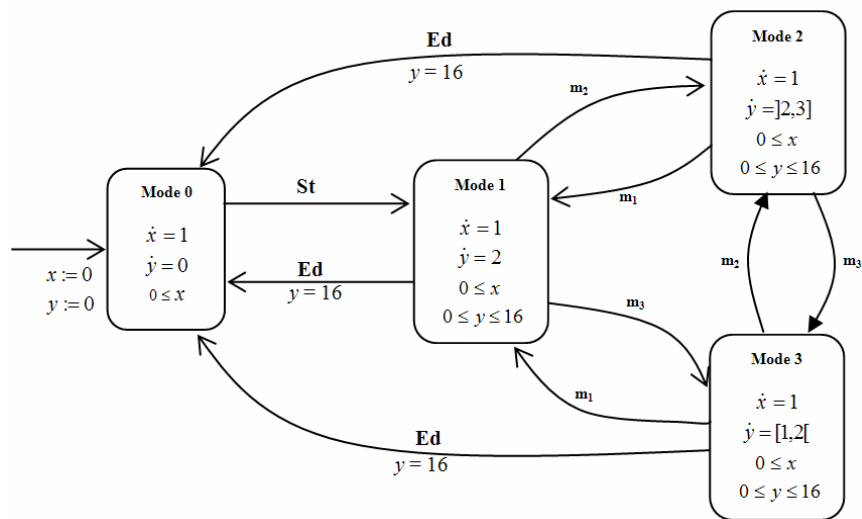 Mode 2
ẋ = 1
ẏ = ]2,3]
0 ≤ x
0 ≤ y ≤ 16
Ed
y = 16
m₂
Mode 0
ẋ = 1
ẏ = 0
0 ≤ x
x := 0
y := 0
St
Ed
y = 16
Mode 1
ẋ = 1
ẏ = 2
0 ≤ x
0 ≤ y ≤ 16
m₁
m₂
m₃
m₃
m₁
Mode 3
ẋ = 1
ẏ = [1,2[
0 ≤ x
0 ≤ y ≤ 16
Ed
y = 16